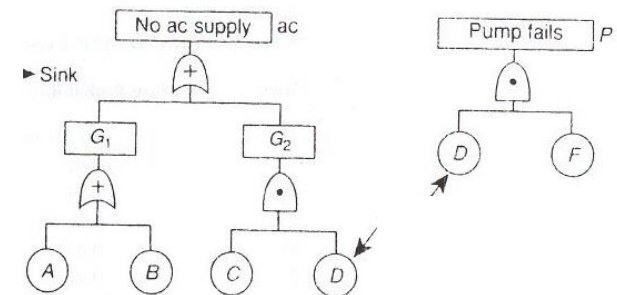 No ac supply ac
Pump fails P
► Sink
+
•
G₁
G₂
D
F
+
•
A
B
C
D